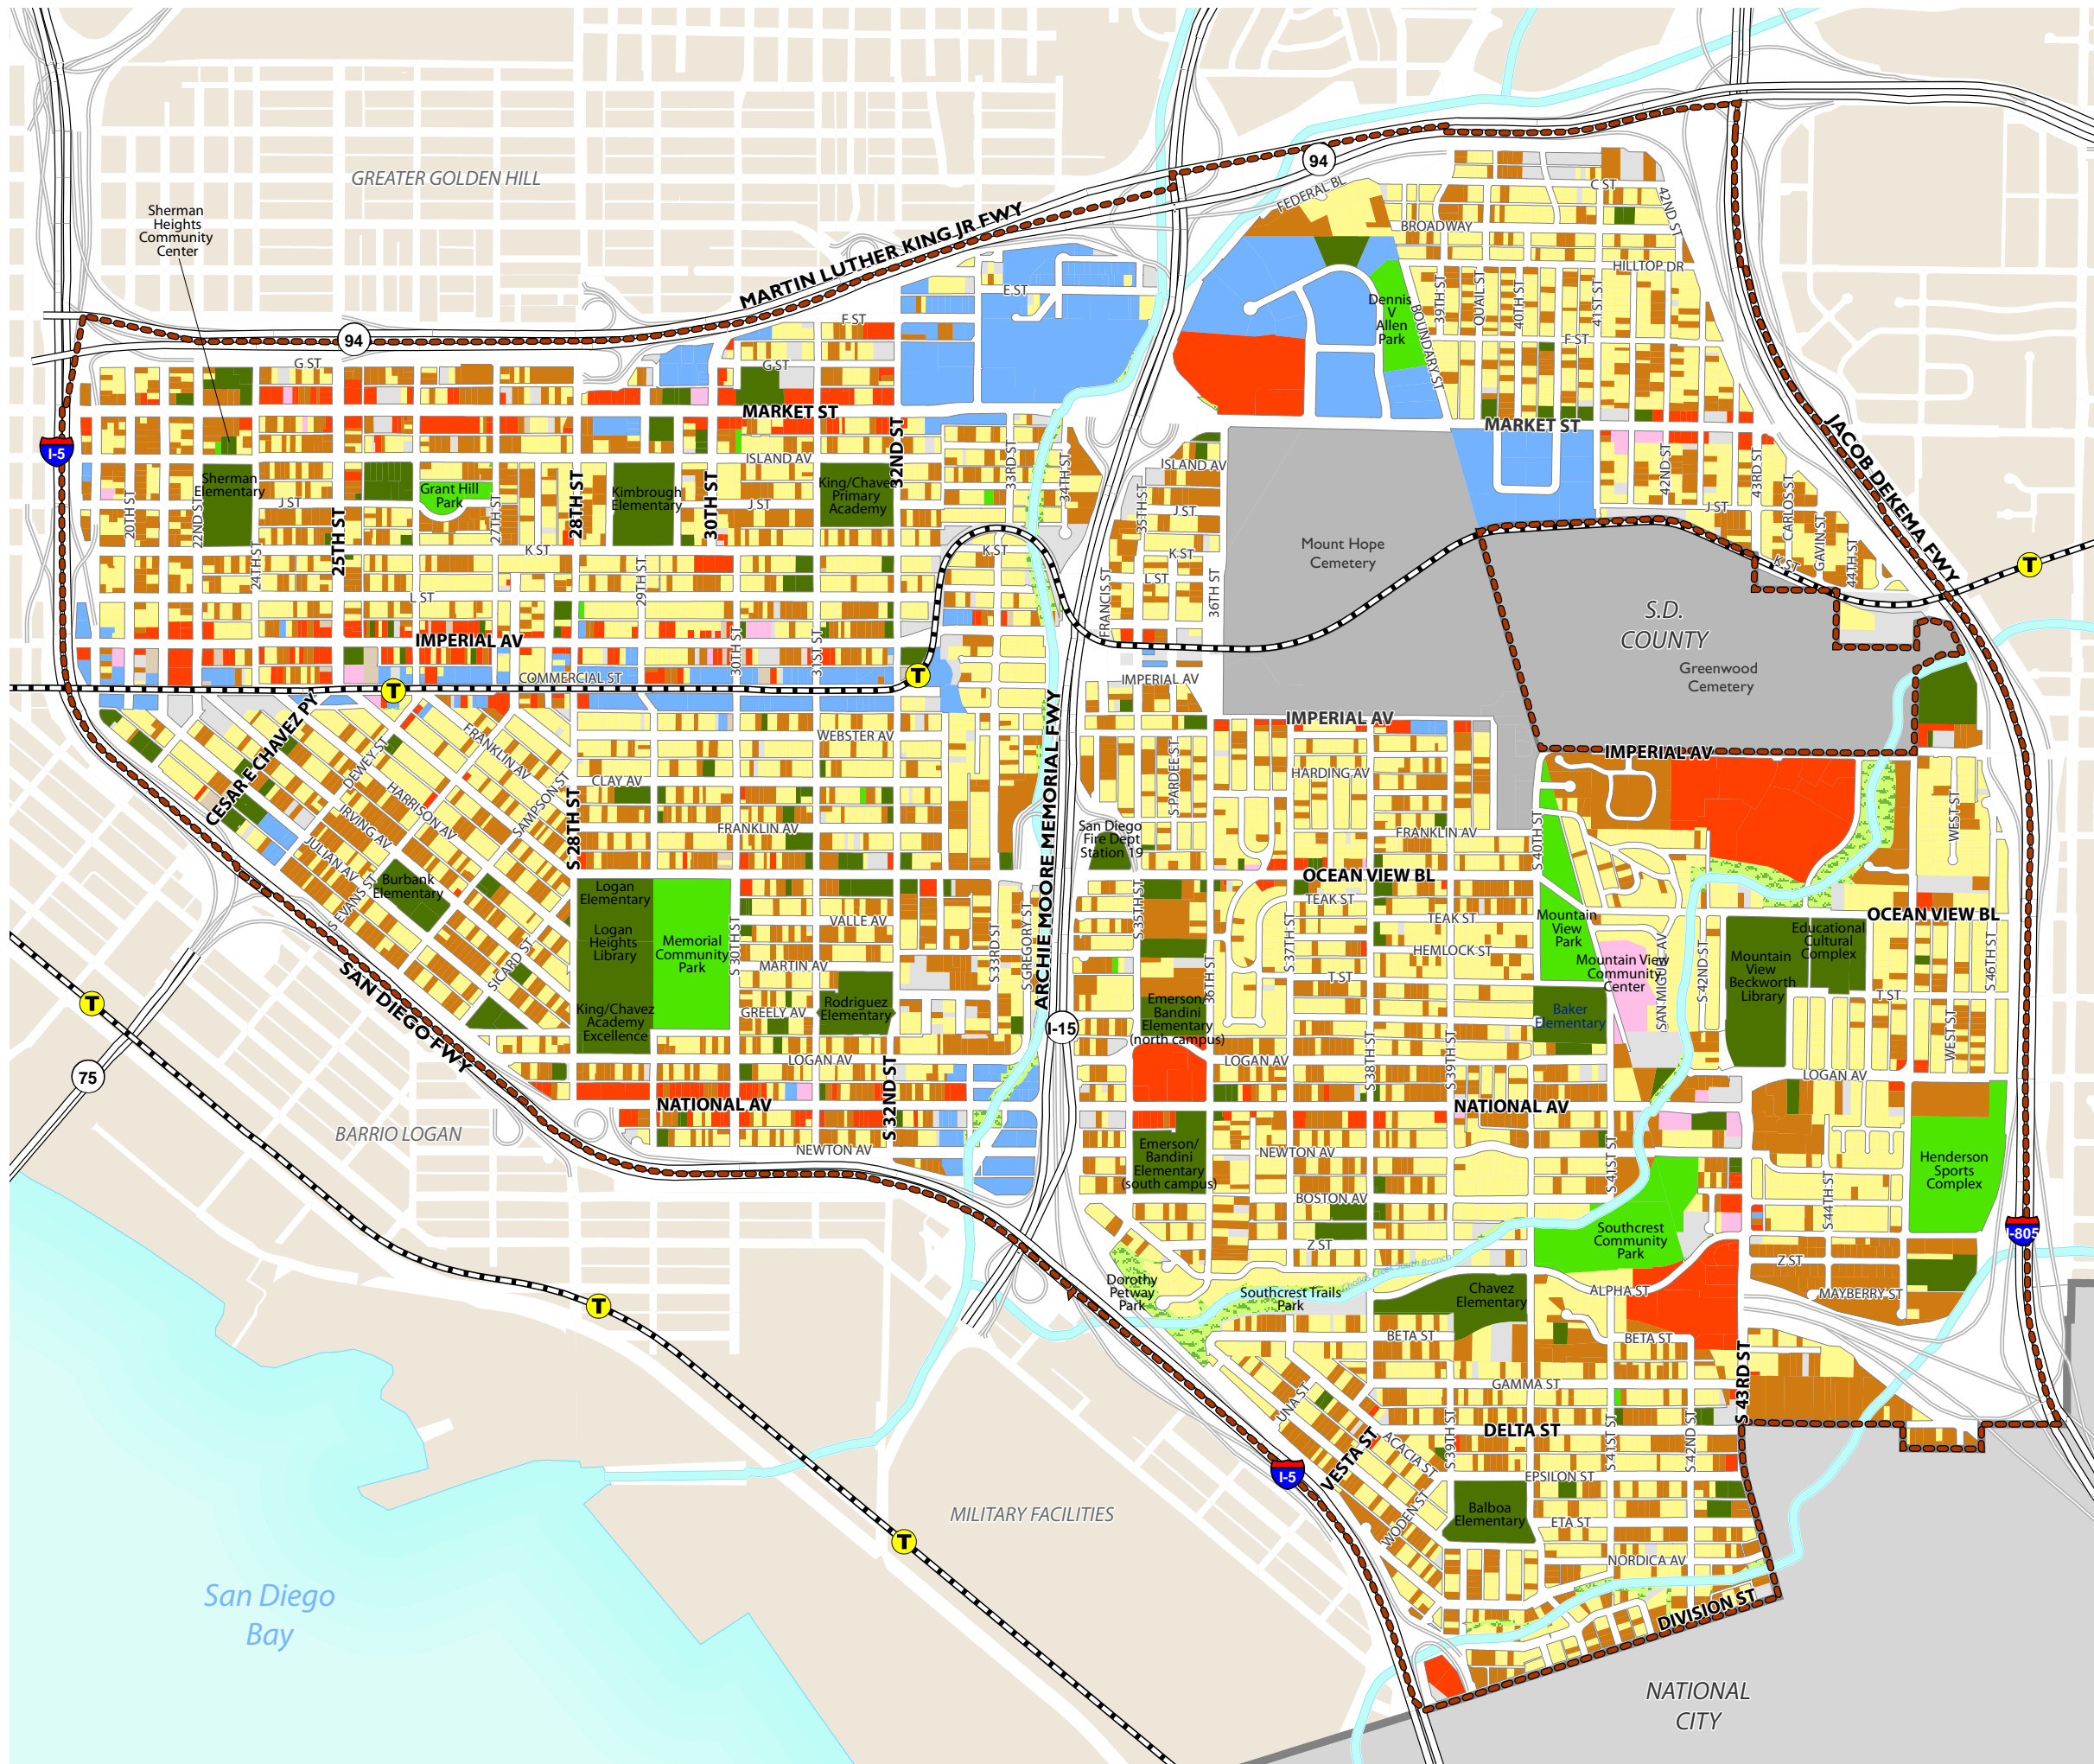 GREATER GOLDEN HILL
Sherman
Heights
Community
Center
MARTIN LUTHER KING JR FWY
94
FEDERAL BL
C ST
42ND ST
BROADWAY
HILLTOP DR
E ST
F ST
94
G ST
G ST
Dennis
V
Allen
Park
BOUNDARY ST
39TH ST
QUAIL ST
40TH ST
41ST ST
F ST
MARKET ST
MARKET ST
JACOB DEKEMA FWY
I-5
32ND ST
33RD ST
34TH ST
ISLAND AV
ISLAND AV
42ND ST
43RD ST
Sherman
Elementary
Grant Hill
Park
Kimbrough
Elementary
King/Chavez
Primary
Academy
20TH ST
22ND ST
J ST
25TH ST
27TH ST
28TH ST
30TH ST
J ST
35TH ST
J ST
J ST
CARLOS ST
GAVIN ST
44TH ST
24TH ST
K ST
29TH ST
K ST
K ST
K ST
Mount Hope
Cemetery
T
L ST
L ST
FRANCIS ST
36TH ST
S.D.
COUNTY
IMPERIAL AV
30TH ST
31ST ST
Greenwood
Cemetery
COMMERCIAL ST
T
T
IMPERIAL AV
IMPERIAL AV
IMPERIAL AV
CESAR E CHAVEZ PY
DEWEY ST
FRANKLIN AV
SAMPSON ST
WEBSTER AV
CLAY AV
HARRISON AV
IRVING AV
JULIAN AV
S 28TH ST
FRANKLIN AV
ARCHIE MOORE MEMORIAL FWY
S PARDEE ST
HARDING AV
San Diego
Fire Dept
Station 19
FRANKLIN AV
S 40TH ST
WEST ST
Burbank
Elementary
S EVANS ST
Logan
Elementary
OCEAN VIEW BL
TEAK ST
TEAK ST
OCEAN VIEW BL
Logan
Heights
Library
Memorial
Community
Park
S 30TH ST
VALLE AV
S 33RD ST
S GREGORY ST
S 35TH ST
S 37TH ST
HEMLOCK ST
Mountain
View
Park
Educational
Cultural
Complex
SICARD ST
MARTIN AV
36TH ST
T ST
Mountain View
Community
Center
SAN MIGUEL AV
S 42ND ST
Mountain
View
Beckworth
Library
T ST
S 46TH ST
SAN DIEGO FWY
T
King/Chavez
Academy
Excellence
GREELY AV
Rodriguez
Elementary
Emerson/
Bandini
Elementary
(north campus)
Baker
Elementary
I-15
WEST ST
75
LOGAN AV
LOGAN AV
S 38TH ST
S 39TH ST
LOGAN AV
BARRIO LOGAN
NATIONAL AV
S 32ND ST
NATIONAL AV
NEWTON AV
Emerson/
Bandini
Elementary
(south campus)
NEWTON AV
S 41ST ST
Henderson
Sports
Complex
BOSTON AV
S 44TH ST
Z ST
Southcrest
Community
Park
I-805
Z ST
Chollas Creek South Branch
Dorothy
Petway
Park
Southcrest Trails
Park
Chavez
Elementary
ALPHA ST
MAYBERRY ST
T
BETA ST
BETA ST
S 43RD ST
UNA ST
GAMMA ST
S 39TH ST
DELTA ST
S 41ST ST
S 42ND ST
VESTA ST
ACACIA ST
I-5
EPSILON ST
MILITARY FACILITIES
WODEN ST
Balboa
Elementary
ETA ST
T
NORDICA AV
San Diego
Bay
DIVISION ST
NATIONAL
CITY